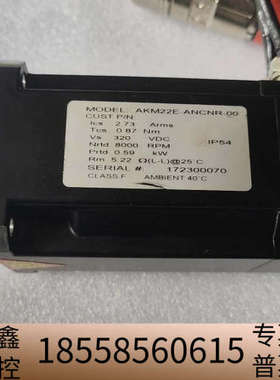 MODEL. AKM22E-ANCNR-00
CUST P/N:
Ics 2.73 Arms
Tcs 0.87 Nm
Vs 320 VDC
Nrtd 8000 RPM IP54
Prtd 0.59 kW
Rm 5.22 Ω(L-L)@25°C
SERIAL# 172300070
CLASS.F AMBIENT 40°C
鑫 专
控 18558560615 普